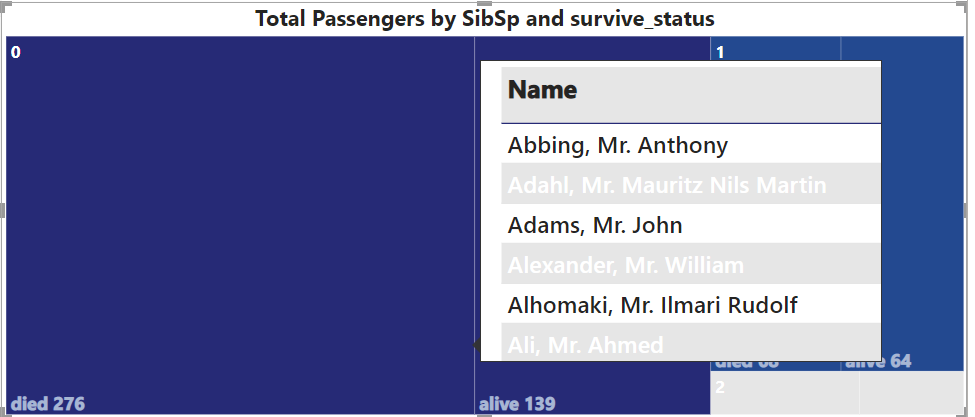 Total Passengers by SibSp and survive_status
0
1
Name
Abbing, Mr. Anthony
Adahl, Mr. Mauritz Nils Martin
Adams, Mr. John
Alexander, Mr. William
Alhomaki, Mr. Ilmari Rudolf
Ali, Mr. Ahmed
died
alive 64
2
died 276
alive 139